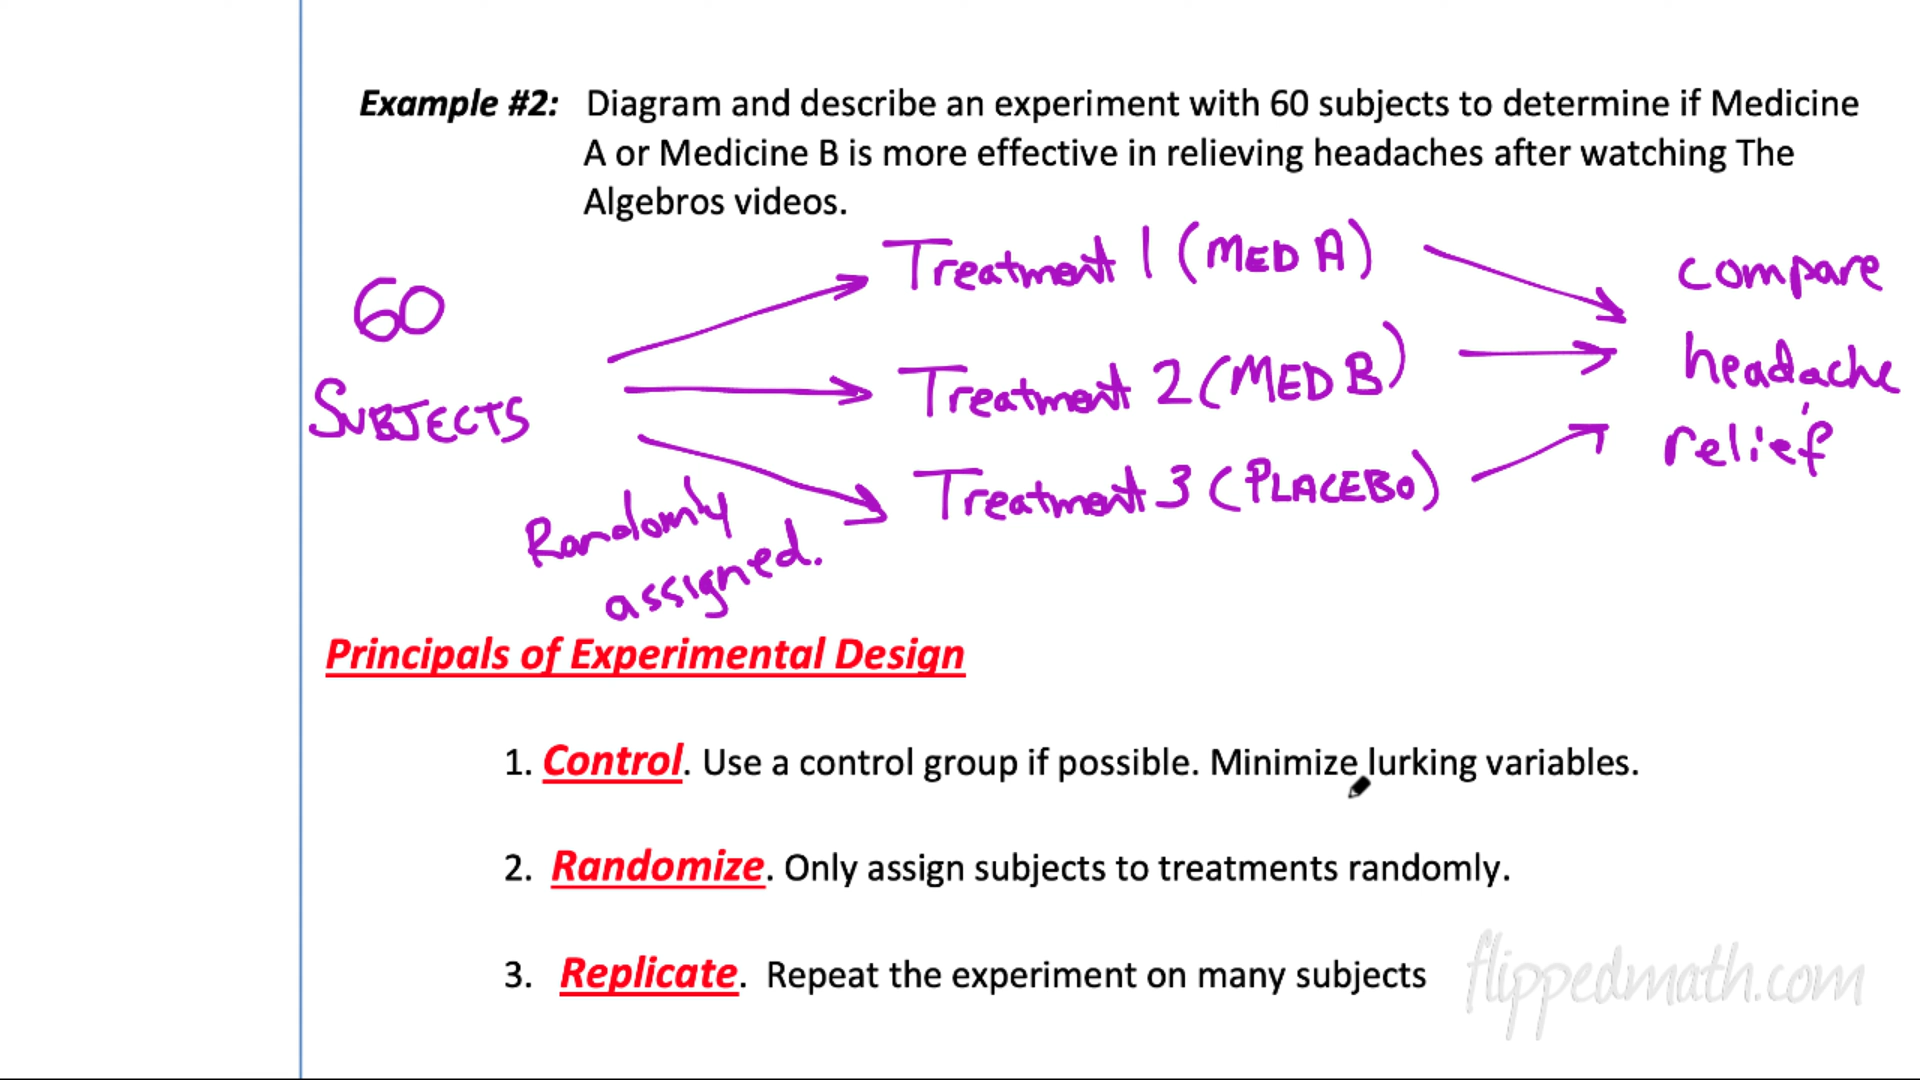 Example #2: Diagram and describe an experiment with 60 subjects to determine if Medicine
A or Medicine B is more effective in relieving headaches after watching The
Algebros videos.
60
SUBJECTS
Randomly
assigned.
Treatment 1 (MED A)
Treatment 2 (MED B)
Treatment 3 (PLACEBO)
compare
headache
relief
Principals of Experimental Design
1. Control. Use a control group if possible. Minimize lurking variables.
2. Randomize. Only assign subjects to treatments randomly.
3. Replicate. Repeat the experiment on many subjects
flippedmath.com